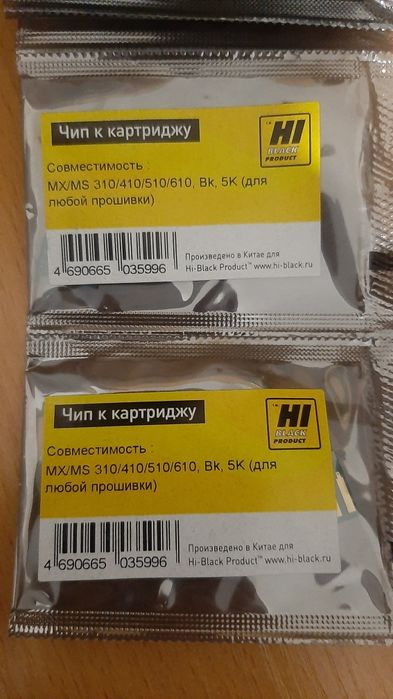 Чип к картриджу
™
HI
BLACK
PRODUCT
Совместимость :
MX/MS 310/410/510/610, Bk, 5K (для
любой прошивки)
4 690665 035996
Произведено в Китае для
Hi-Black Product™ www.hi-black.ru
Чип к картриджу
™
HI
BLACK
PRODUCT
Совместимость :
MX/MS 310/410/510/610, Bk, 5K (для
любой прошивки)
4 690665 035996
Произведено в Китае для
Hi-Black Product™ www.hi-black.ru